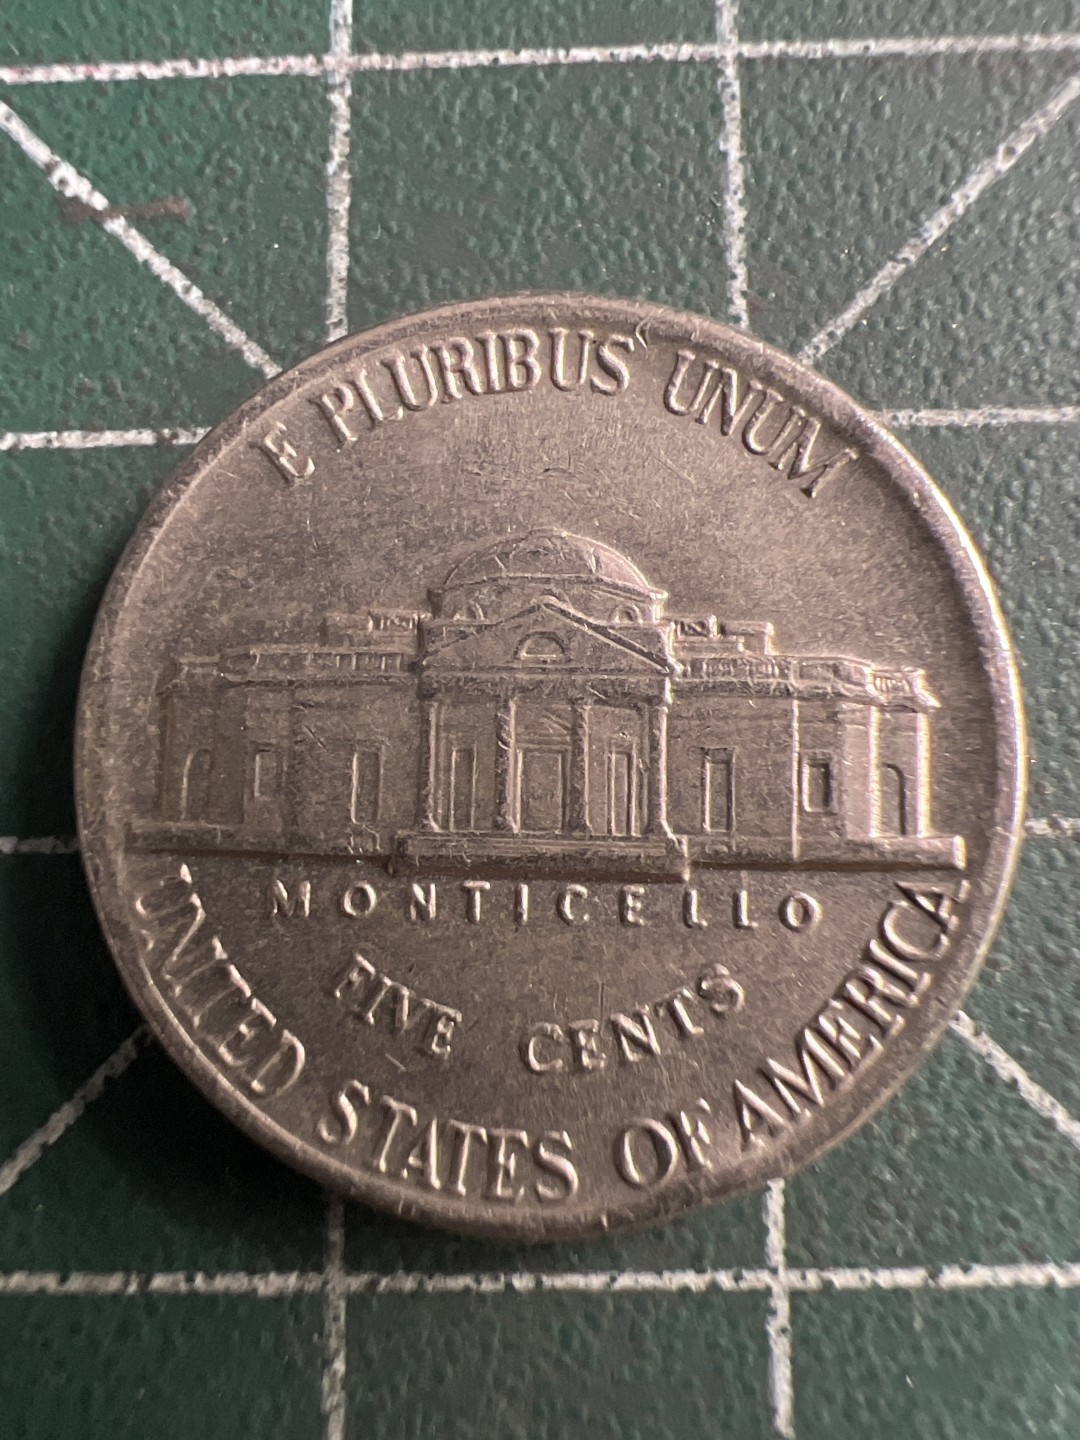 E PLURIBUS UNUM
MONTICELLO
FIVE CENTS
UNITED STATES OF AMERICA